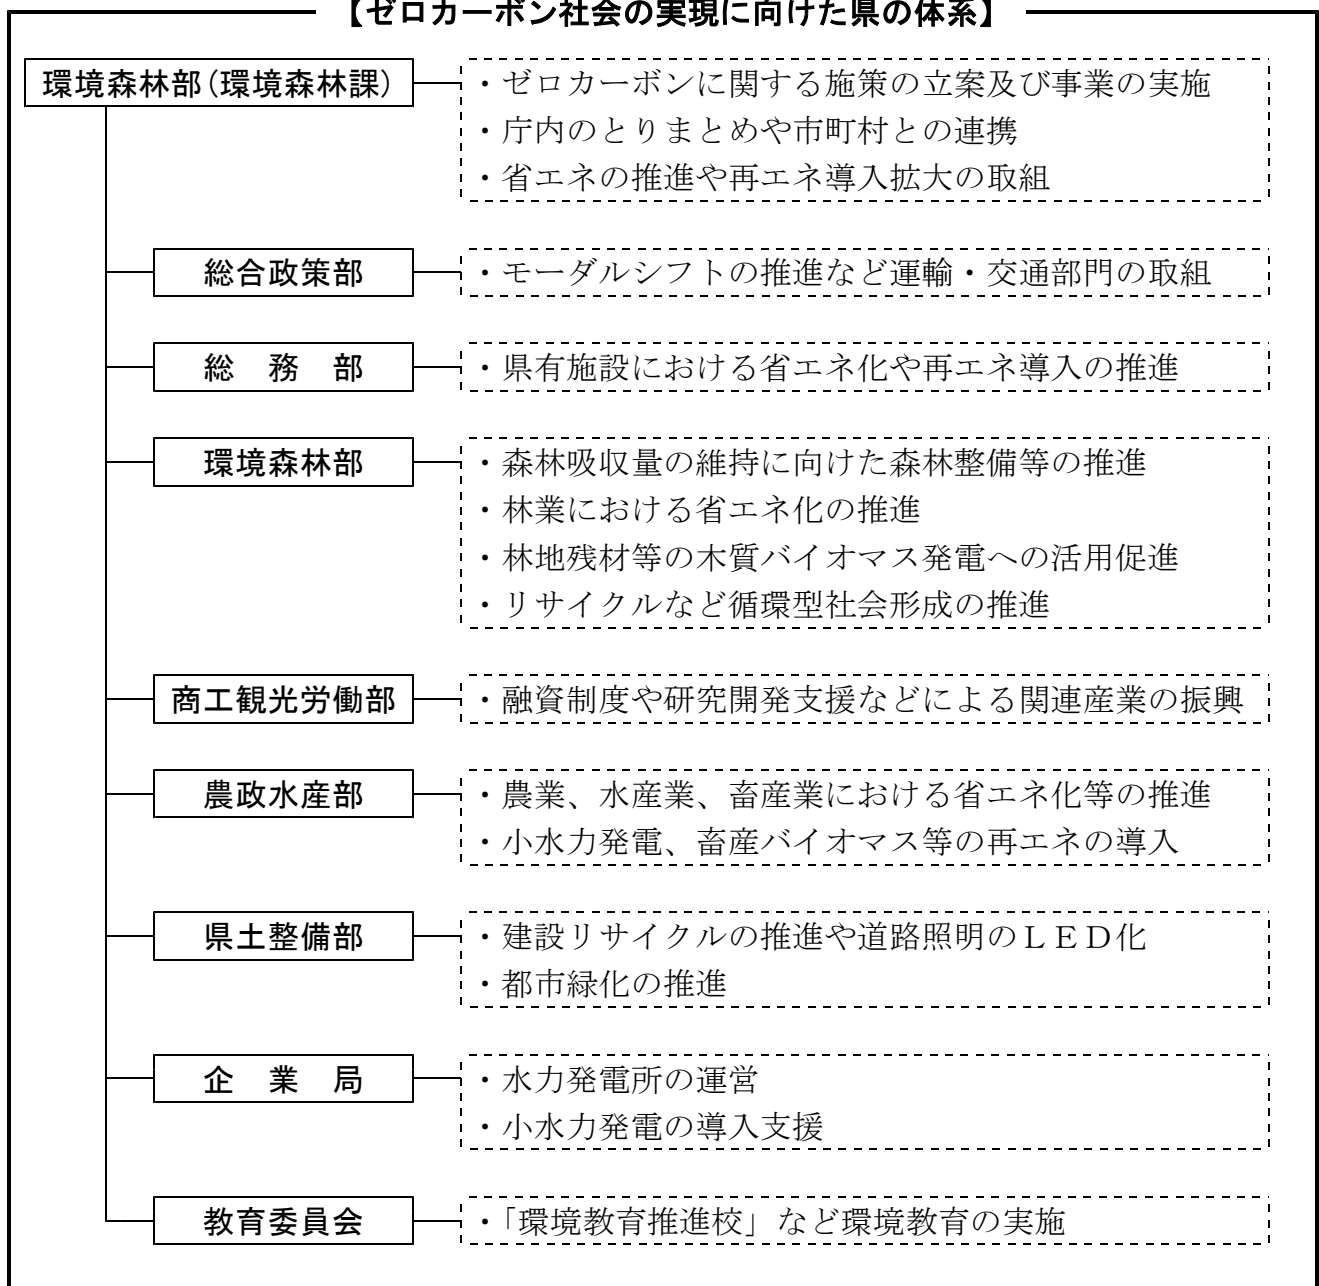 【ゼロカーボン社会の実現に向けた県の体系】
環境森林部(環境森林課)
・ゼロカーボンに関する施策の立案及び事業の実施
・庁内のとりまとめや市町村との連携
・省エネの推進や再エネ導入拡大の取組
総合政策部
・モーダルシフトの推進など運輸・交通部門の取組
総　務　部
・県有施設における省エネ化や再エネ導入の推進
環境森林部
・森林吸収量の維持に向けた森林整備等の推進
・林業における省エネ化の推進
・林地残材等の木質バイオマス発電への活用促進
・リサイクルなど循環型社会形成の推進
商工観光労働部
・融資制度や研究開発支援などによる関連産業の振興
農政水産部
・農業、水産業、畜産業における省エネ化等の推進
・小水力発電、畜産バイオマス等の再エネの導入
県土整備部
・建設リサイクルの推進や道路照明のＬＥＤ化
・都市緑化の推進
企　業　局
・水力発電所の運営
・小水力発電の導入支援
教育委員会
・「環境教育推進校」など環境教育の実施